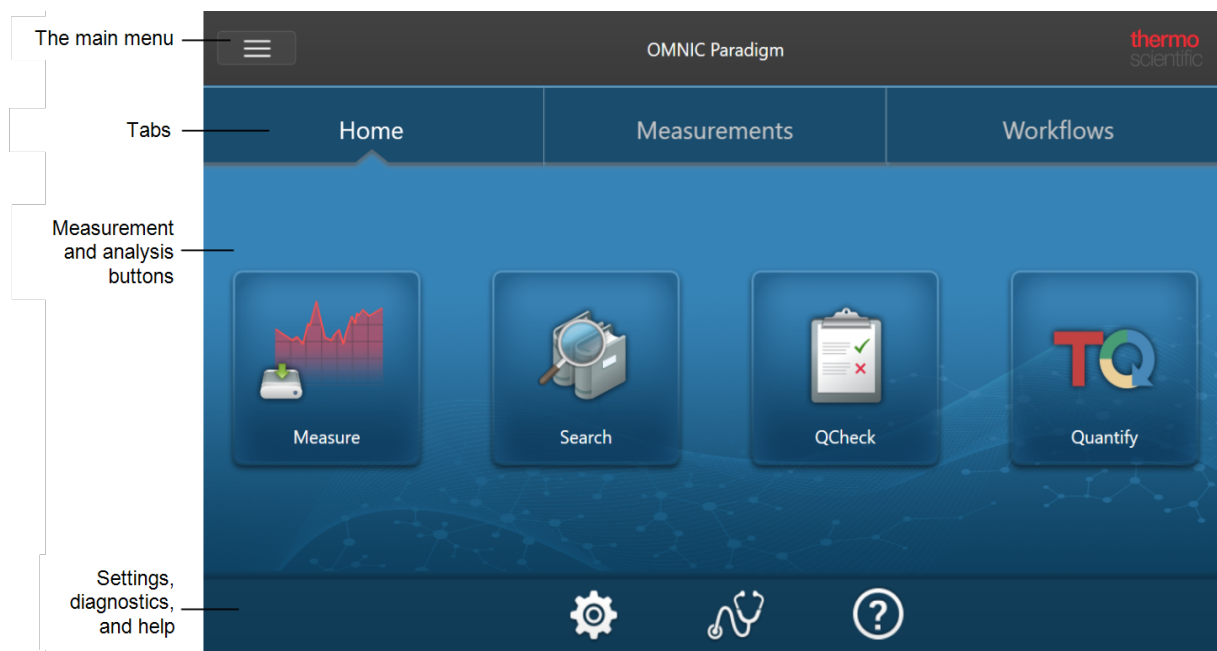 The main menu
OMNIC Paradigm
thermo
scientific
Tabs
Home
Measurements
Workflows
Measurement
and analysis
buttons
Measure
Search
QCheck
TQ
Quantify
Settings,
diagnostics,
and help
?